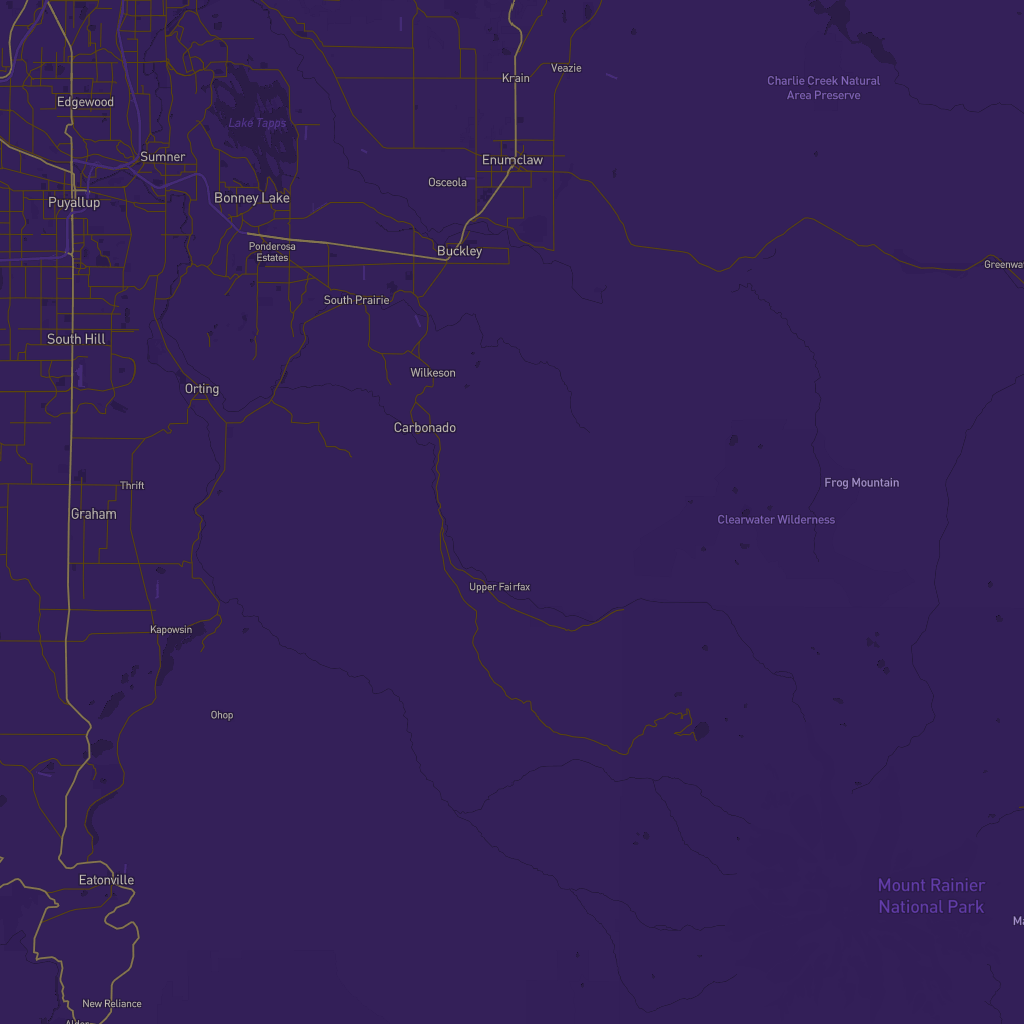 Veazie
Krain
Charlie Creek Natural
Area Preserve
Edgewood
Lake Tapps
Sumner
Enumclaw
Osceola
Puyallup
Bonney Lake
Ponderosa
Estates
Buckley
Greenwat
South Prairie
South Hill
Wilkeson
Orting
Carbonado
Thrift
Frog Mountain
Graham
Clearwater Wilderness
Upper Fairfax
Kapowsin
Ohop
Eatonville
Mount Rainier
National Park
Ma
New Reliance
Alder